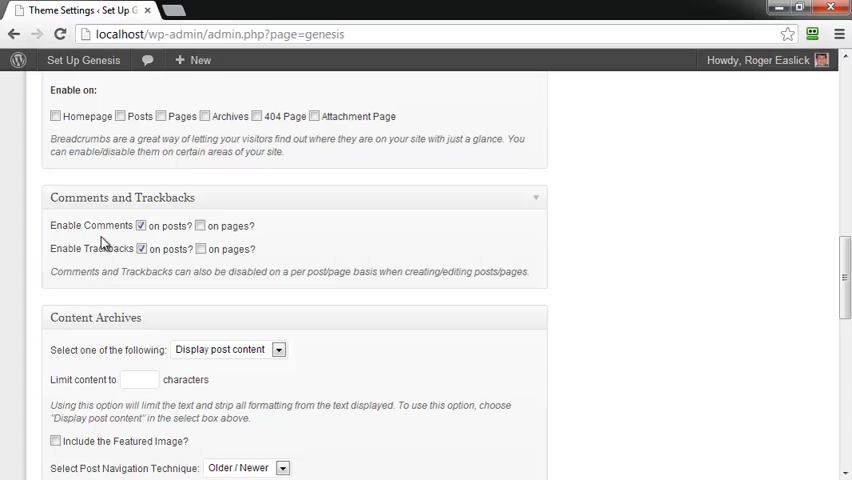 Theme Settings ‹ Set Up G
localhost/wp-admin/admin.php?page=genesis
Set Up Genesis New Howdy, Roger Easlick
Enable on:
Homepage Posts Pages Archives 404 Page Attachment Page
Breadcrumbs are a great way of letting your visitors find out where they are on your site with just a glance. You
can enable/disable them on certain areas of your site.
Comments and Trackbacks
Enable Comments on posts? on pages?
Enable Trackbacks on posts? on pages?
Comments and Trackbacks can also be disabled on a per post/page basis when creating/editing posts/pages.
Content Archives
Select one of the following: Display post content
Limit content to characters
Using this option will limit the text and strip all formatting from the text displayed. To use this option, choose
"Display post content" in the select box above.
Include the Featured Image?
Select Post Navigation Technique: Older / Newer